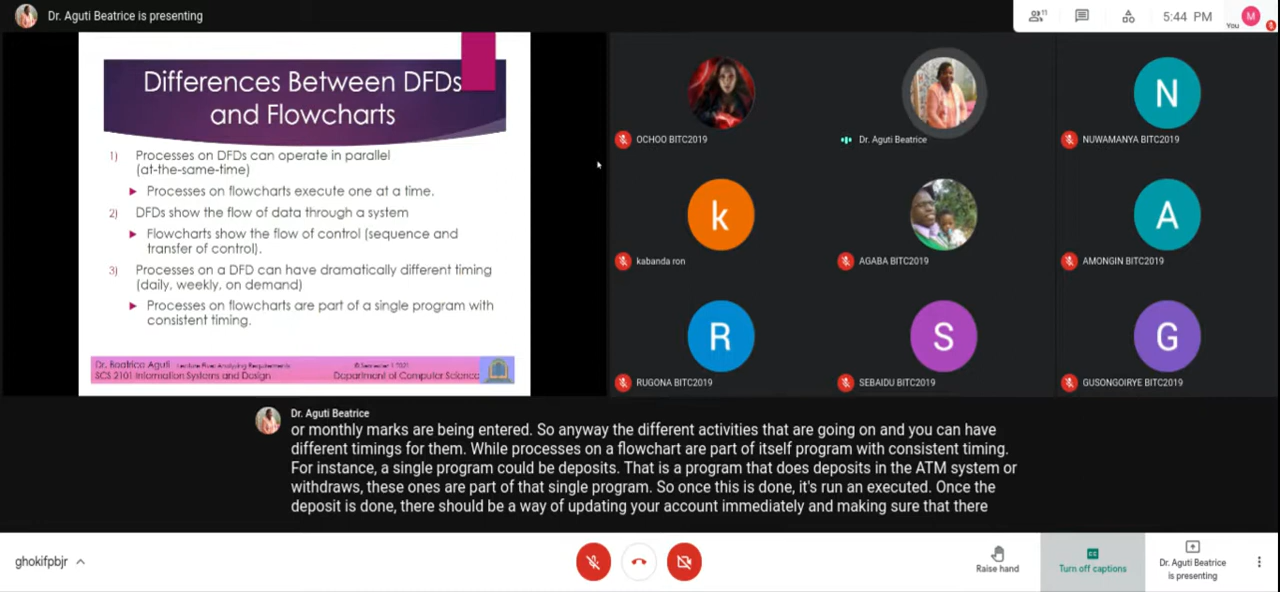 Dr. Aguti Beatrice is presenting
11
5:44 PM
M
You
Differences Between DFDs
and Flowcharts
1) Processes on DFDs can operate in parallel
(at-the-same-time)
Processes on flowcharts execute one at a time.
2) DFDs show the flow of data through a system
Flowcharts show the flow of control (sequence and
transfer of control).
3) Processes on a DFD can have dramatically different timing
(daily, weekly, on demand)
Processes on flowcharts are part of a single program with
consistent timing.
Dr. Beatrice Aguti Lecture Five: Analyzing Requirements © Semester 1 2021
SCS 2101 Information Systems and Design Department of Computer Science
OCHOO BITC2019
Dr. Aguti Beatrice
N
NUWAMANYA BITC2019
k
kabanda ron
AGABA BITC2019
A
AMONGIN BITC2019
R
RUGONA BITC2019
S
SEBAIDU BITC2019
G
GUSONGOIRYE BITC2019
Dr. Aguti Beatrice
or monthly marks are being entered. So anyway the different activities that are going on and you can have
different timings for them. While processes on a flowchart are part of itself program with consistent timing.
For instance, a single program could be deposits. That is a program that does deposits in the ATM system or
withdraws, these ones are part of that single program. So once this is done, it's run an executed. Once the
deposit is done, there should be a way of updating your account immediately and making sure that there
ghokifpbjr
Raise hand
CC
Turn off captions
Dr. Aguti Beatrice
is presenting